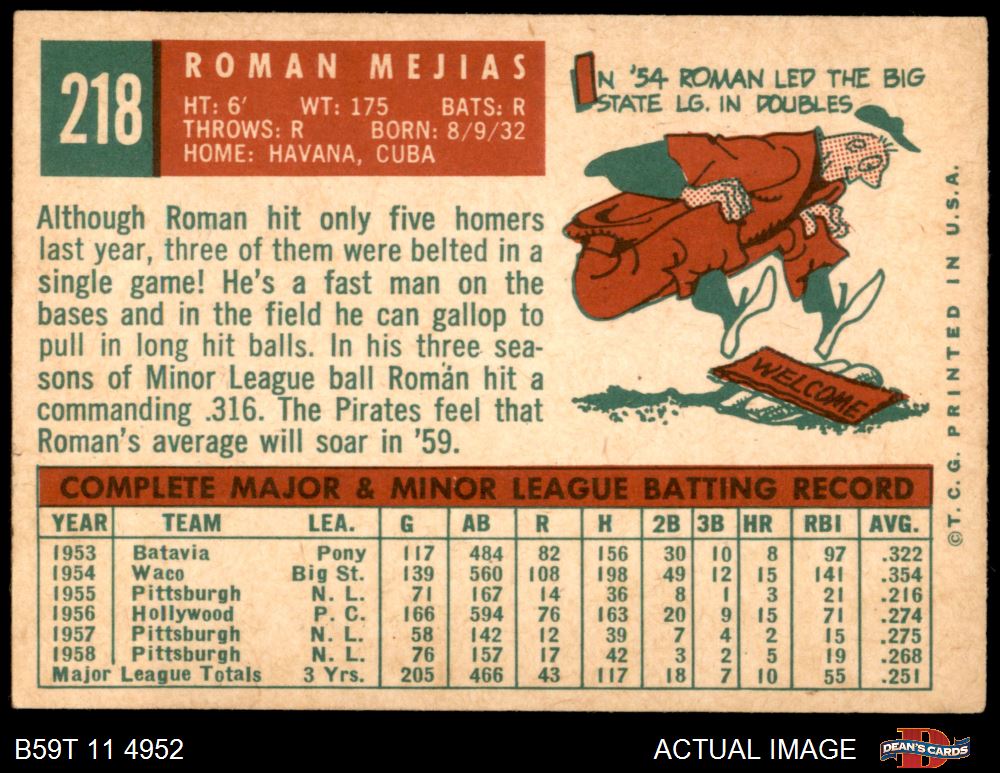 218
ROMAN MEJIAS
HT: 6' WT: 175 BATS: R
THROWS: R BORN: 8/9/32
HOME: HAVANA, CUBA
IN '54 ROMAN LED THE BIG
STATE LG. IN DOUBLES
Although Roman hit only five homers
last year, three of them were belted in a
single game! He's a fast man on the
bases and in the field he can gallop to
pull in long hit balls. In his three sea-
sons of Minor League ball Román hit a
commanding .316. The Pirates feel that
Roman's average will soar in '59.
WELCOME
© T. C. G. PRINTED IN U.S.A.
COMPLETE MAJOR & MINOR LEAGUE BATTING RECORD
YEAR TEAM LEA. G AB R H 2B 3B HR RBI AVG.
1953 Batavia Pony 117 484 82 156 30 10 8 97 .322
1954 Waco Big St. 139 560 108 198 49 12 15 141 .354
1955 Pittsburgh N. L. 71 167 14 36 8 1 3 21 .216
1956 Hollywood P. C. 166 594 76 163 20 9 15 71 .274
1957 Pittsburgh N. L. 58 142 12 39 7 4 2 15 .275
1958 Pittsburgh N. L. 76 157 17 42 3 2 5 19 .268
Major League Totals 3 Yrs. 205 466 43 117 18 7 10 55 .251
B59T 11 4952
ACTUAL IMAGE
DEAN'S CARDS